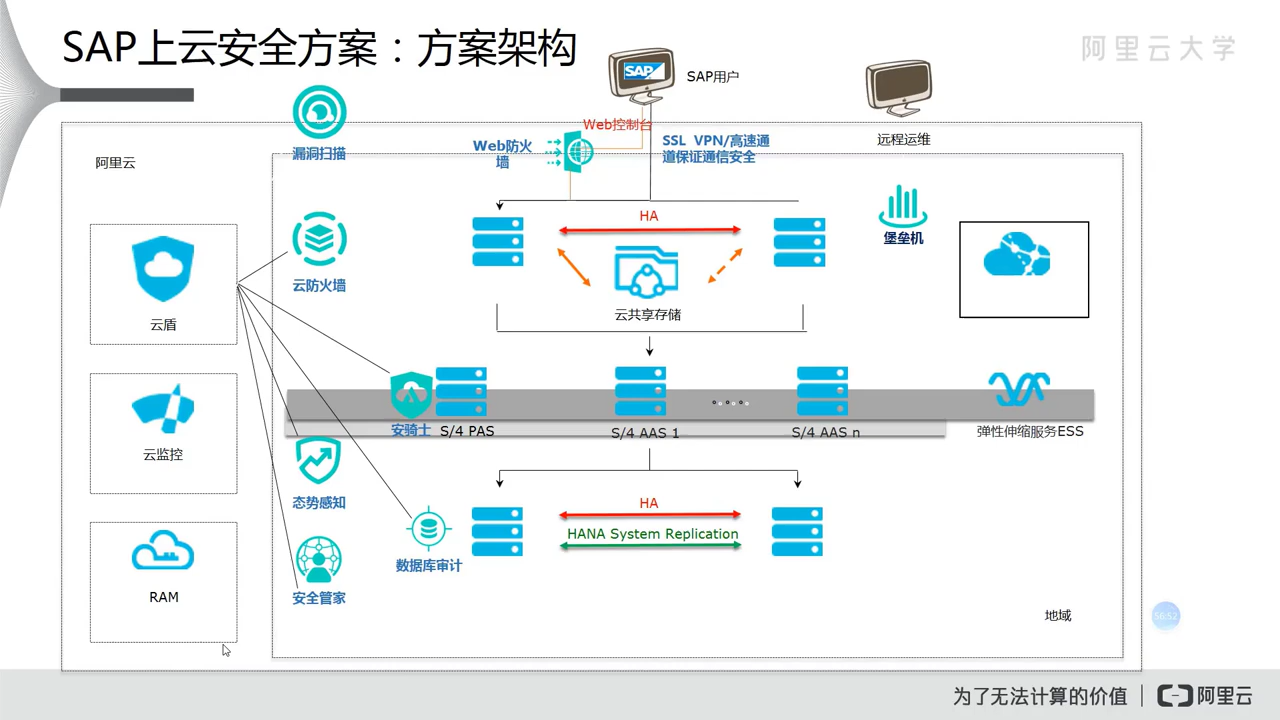 SAP上云安全方案：方案架构
阿里云大学
SAP
SAP用户
Web控制台
Web防火
墙
SSL VPN/高速通
道保证通信安全
远程运维
漏洞扫描
阿里云
HA
堡垒机
云防火墙
云盾
云共享存储
安骑士
S/4 PAS
S/4 AAS 1
.....
S/4 AAS n
弹性伸缩服务ESS
云监控
态势感知
HA
HANA System Replication
数据库审计
RAM
安全管家
地域
56:52
为了无法计算的价值
阿里云